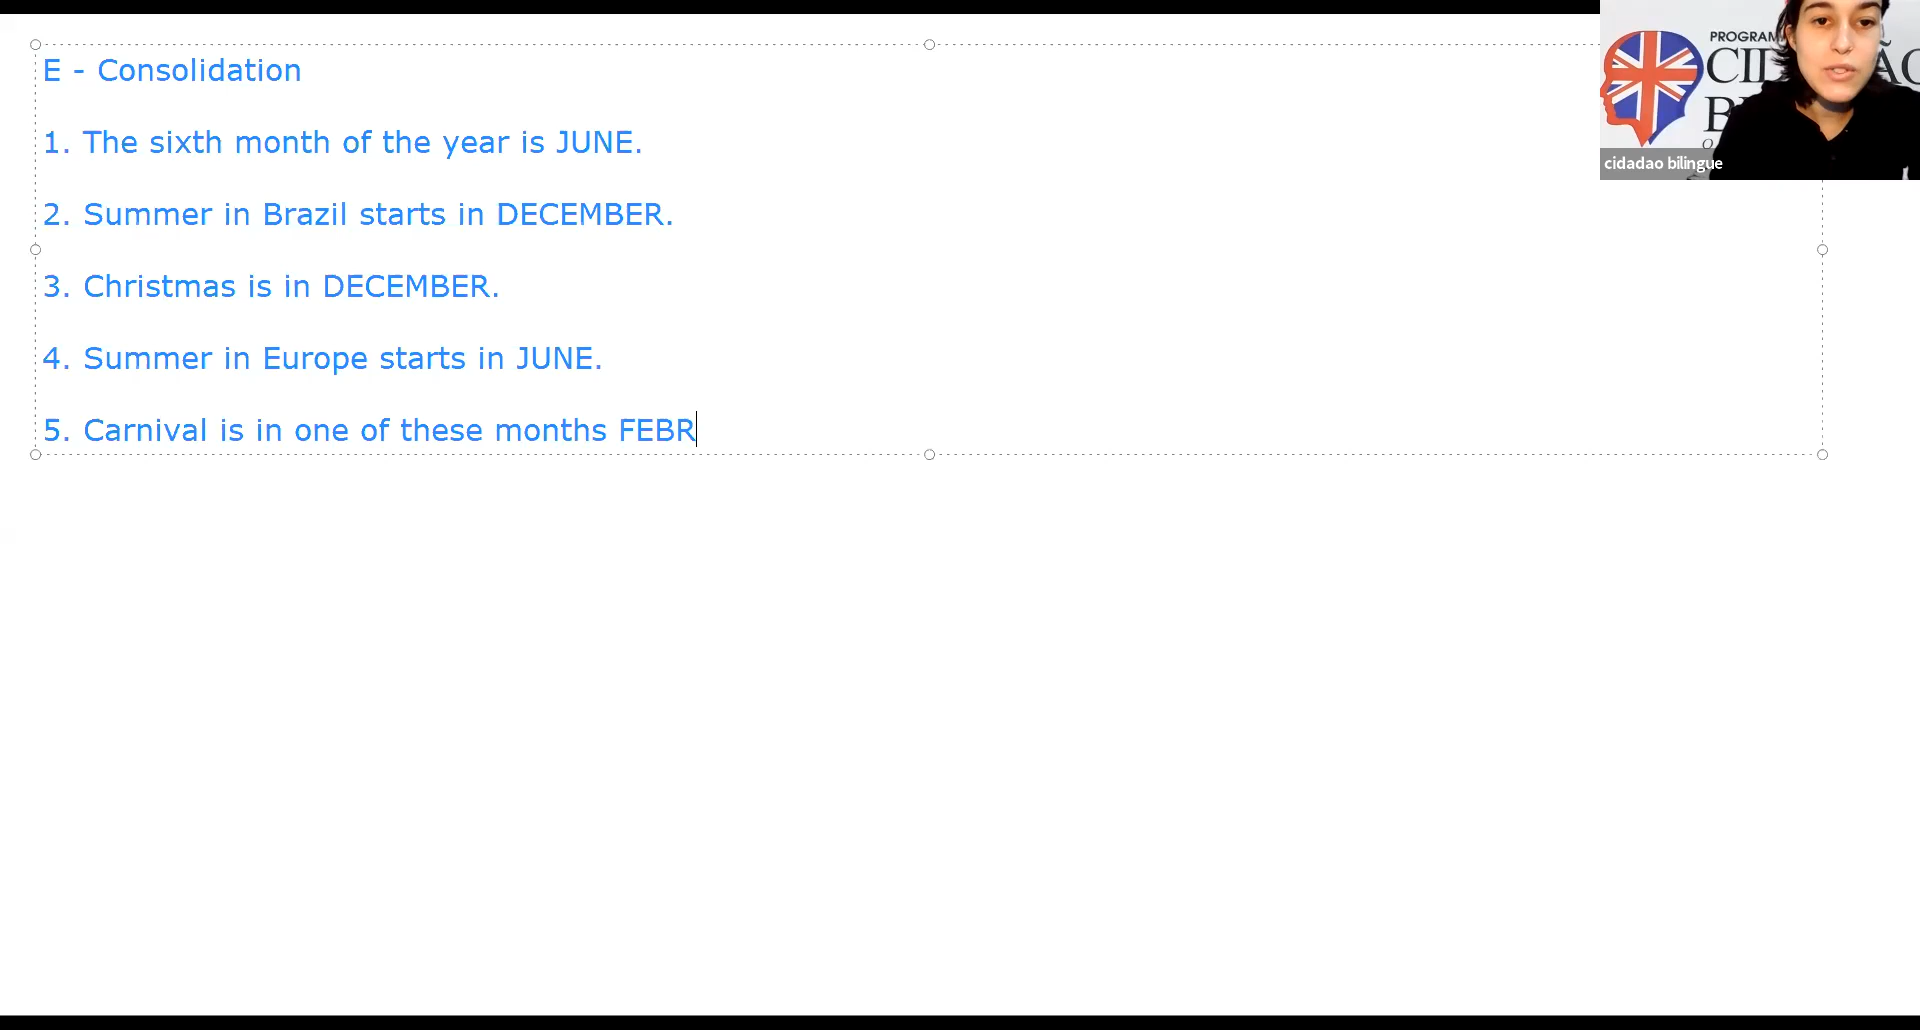 E - Consolidation
1. The sixth month of the year is JUNE.
2. Summer in Brazil starts in DECEMBER.
3. Christmas is in DECEMBER.
4. Summer in Europe starts in JUNE.
5. Carnival is in one of these months FEBR
PROGRAM
cidadao bilingue